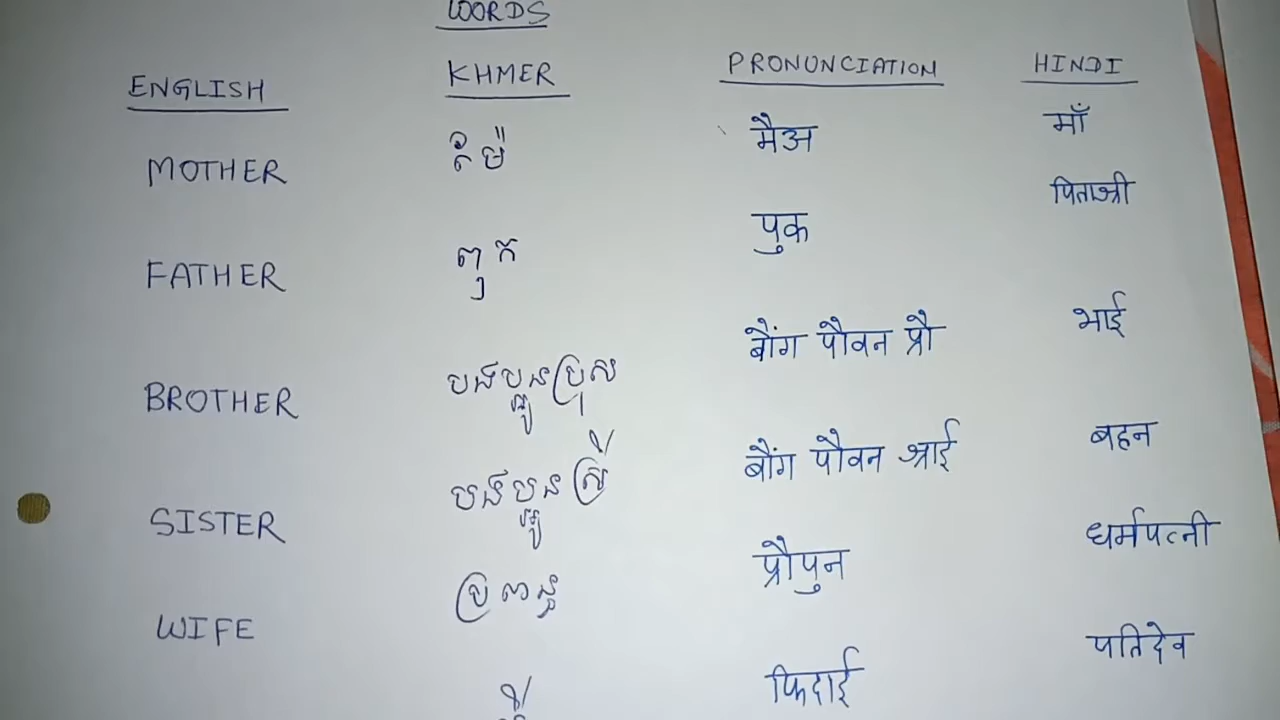 WORDS
ENGLISH KHMER PRONUNCIATION HINDI
MOTHER ម៉ែ मैअ माँ
FATHER ពុក पुक पिताश्री
BROTHER បងប្អូនប្រុស बौंग पौवन प्रौ भाई
SISTER បងប្អូនស្រី बौंग पौवन श्राई बहन
WIFE ប្រពន្ធ प्रौपुन धर्मपत्नी
फिदाई पतिदेव